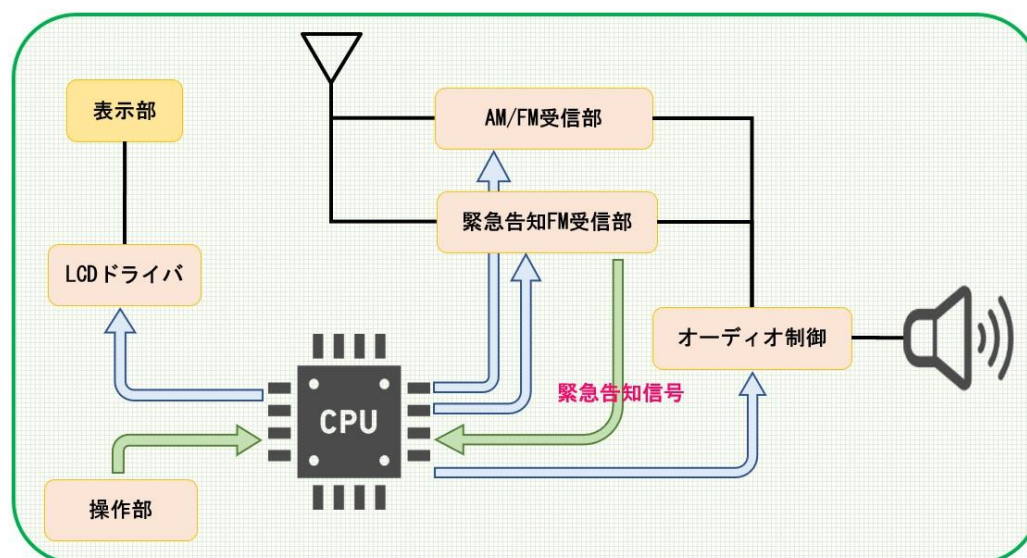 表示部
AM/FM受信部
緊急告知FM受信部
LCDドライバ
オーディオ制御
緊急告知信号
CPU
操作部